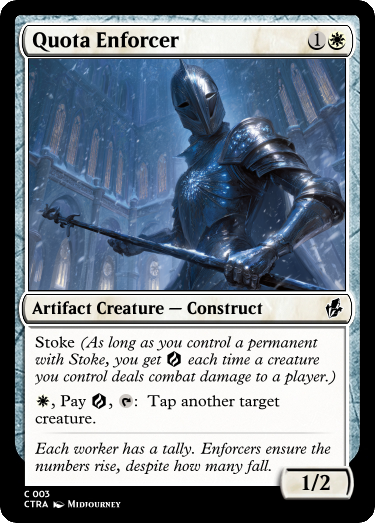 Quota Enforcer 1
Artifact Creature — Construct
Stoke (As long as you control a permanent
with Stoke, you get each time a creature
you control deals combat damage to a player.)
, Pay , : Tap another target
creature.
Each worker has a tally. Enforcers ensure the
numbers rise, despite how many fall.
1/2
C 003
CTRA Midjourney